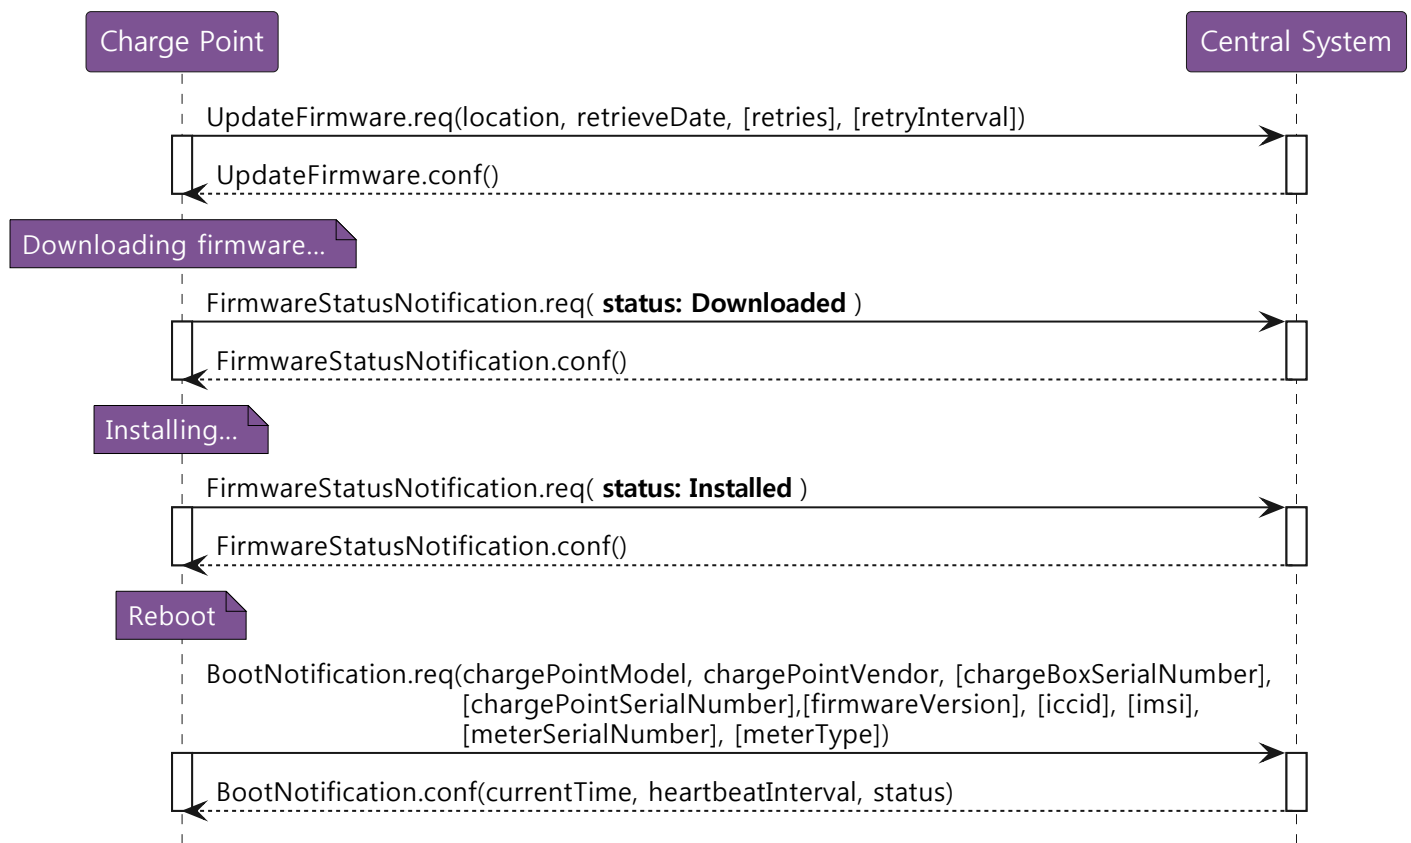 Charge Point
Central System
UpdateFirmware.req(location, retrieveDate, [retries], [retryInterval])
UpdateFirmware.conf()
Downloading firmware...
FirmwareStatusNotification.req( status: Downloaded )
FirmwareStatusNotification.conf()
Installing...
FirmwareStatusNotification.req( status: Installed )
FirmwareStatusNotification.conf()
Reboot
BootNotification.req(chargePointModel, chargePointVendor, [chargeBoxSerialNumber],
[chargePointSerialNumber],[firmwareVersion], [iccid], [imsi],
[meterSerialNumber], [meterType])
BootNotification.conf(currentTime, heartbeatInterval, status)